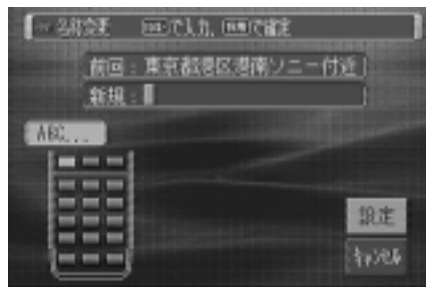 名称変更 で入力、 で確定
前回：東京都港区港南ソニー付近
新規：
ABC...
設定
キャンセル